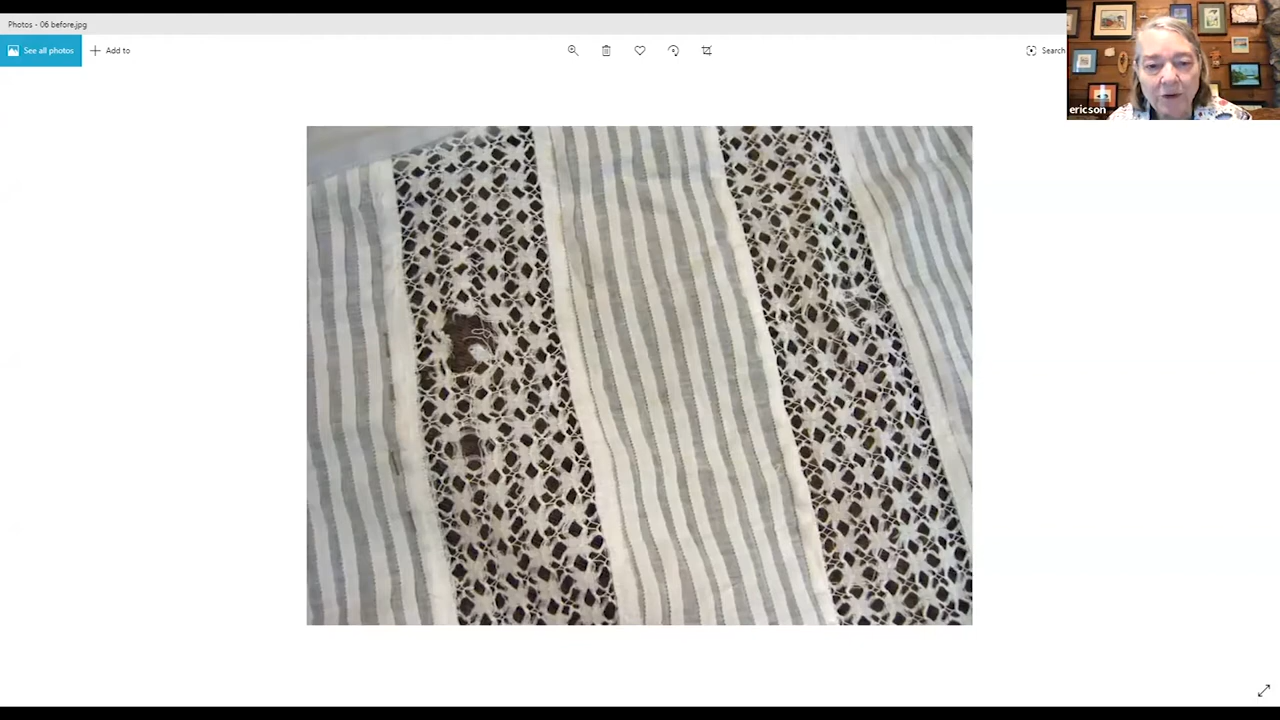 Photos - 06 before.jpg
See all photos
Add to
Search
ericson